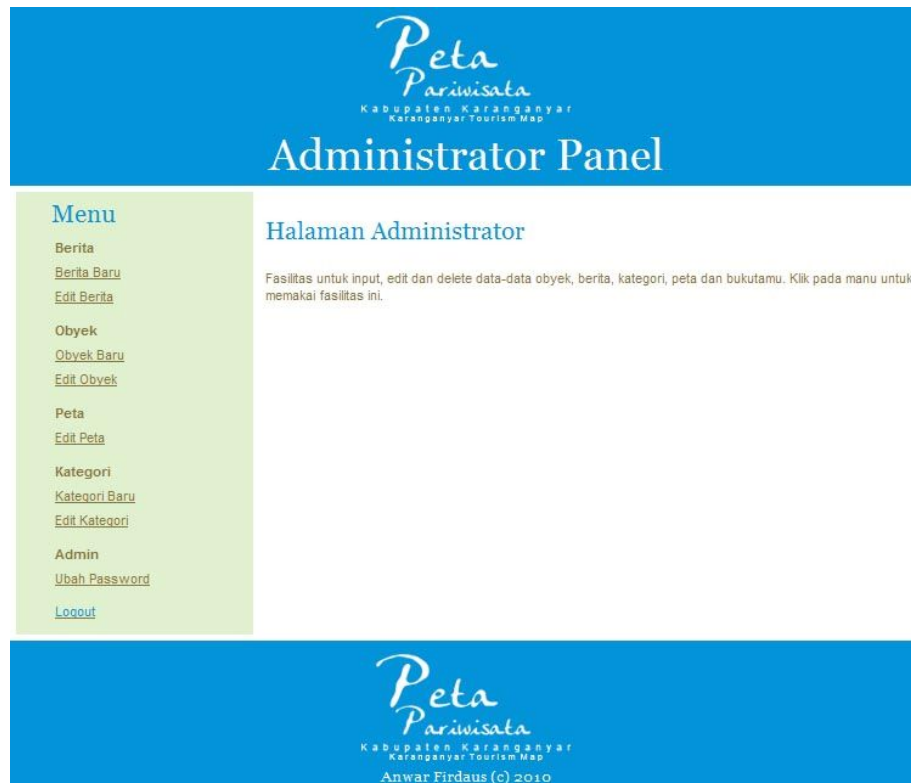 Peta
Pariwisata
Kabupaten Karanganyar
Karanganyar Tourism Map
Administrator Panel
Menu
Berita
Berita Baru
Edit Berita
Obyek
Obyek Baru
Edit Obyek
Peta
Edit Peta
Kategori
Kategori Baru
Edit Kategori
Admin
Ubah Password
Logout
Halaman Administrator
Fasilitas untuk input, edit dan delete data-data obyek, berita, kategori, peta dan bukutamu. Klik pada manu untuk
memakai fasilitas ini.
Peta
Pariwisata
Kabupaten Karanganyar
Karanganyar Tourism Map
Anwar Firdaus (c) 2010